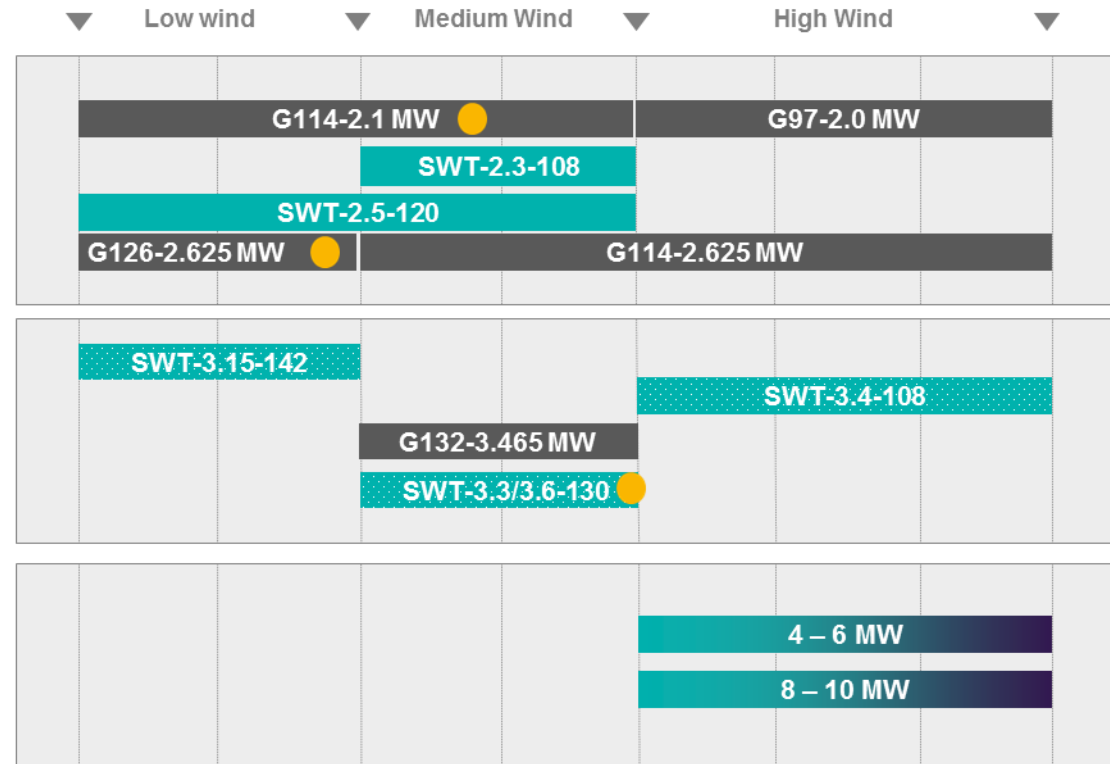 Low wind Medium Wind High Wind
G114-2.1 MW G97-2.0 MW
SWT-2.3-108
SWT-2.5-120
G126-2.625 MW G114-2.625 MW
SWT-3.15-142
SWT-3.4-108
G132-3.465 MW
SWT-3.3/3.6-130
4 – 6 MW
8 – 10 MW